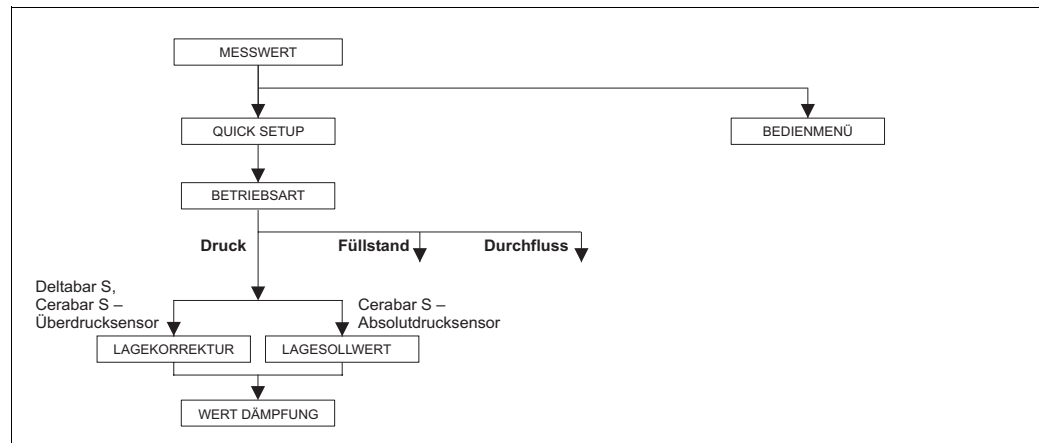 MESSWERT
QUICK SETUP
BEDIENMENÜ
BETRIEBSART
Druck
Füllstand
Durchfluss
Deltabar S,
Cerabar S –
Überdrucksensor
Cerabar S –
Absolutdrucksensor
LAGEKORREKTUR
LAGESOLLWERT
WERT DÄMPFUNG